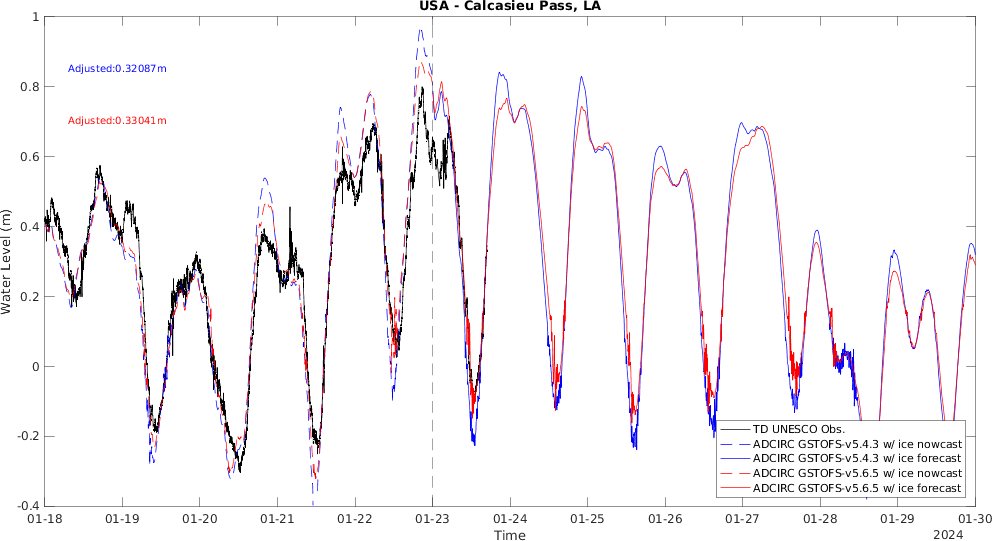 USA - Calcasieu Pass, LA
Adjusted:0.32087m
Adjusted:0.33041m
Water Level (m)
1
0.8
0.6
0.4
0.2
0
-0.2
-0.4
TD UNESCO Obs.
ADCIRC GSTOFS-v5.4.3 w/ ice nowcast
ADCIRC GSTOFS-v5.4.3 w/ ice forecast
ADCIRC GSTOFS-v5.6.5 w/ ice nowcast
ADCIRC GSTOFS-v5.6.5 w/ ice forecast
01-18 01-19 01-20 01-21 01-22 01-23 01-24 01-25 01-26 01-27 01-28 01-29 01-30
Time
2024